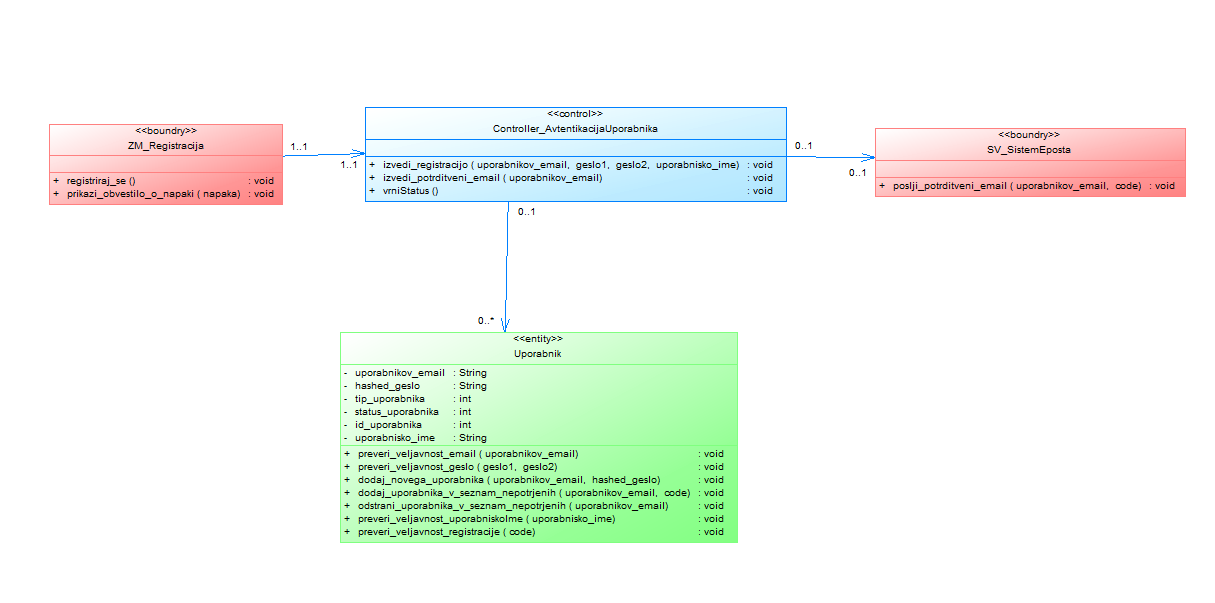 <<boundry>>
ZM_Registracija
+ registriraj_se () : void
+ prikazi_obvestilo_o_napaki ( napaka) : void
1..1
1..1
<<control>>
Controller_AvtentikacijaUporabnika
+ izvedi_registracijo ( uporabnikov_email, geslo1, geslo2, uporabnisko_ime) : void
+ izvedi_potrditveni_email ( uporabnikov_email) : void
+ vrniStatus () : void
0..1
0..1
<<boundry>>
SV_SistemEposta
+ poslji_potrditveni_email ( uporabnikov_email, code) : void
0..1
0..*
<<entity>>
Uporabnik
- uporabnikov_email : String
- hashed_geslo : String
- tip_uporabnika : int
- status_uporabnika : int
- id_uporabnika : int
- uporabnisko_ime : String
+ preveri_veljavnost_email ( uporabnikov_email) : void
+ preveri_veljavnost_geslo ( geslo1, geslo2) : void
+ dodaj_novega_uporabnika ( uporabnikov_email, hashed_geslo) : void
+ dodaj_uporabnika_v_seznam_nepotrjenih ( uporabnikov_email, code) : void
+ odstrani_uporabnika_v_seznam_nepotrjenih ( uporabnikov_email) : void
+ preveri_veljavnost_uporabniskoIme ( uporabnisko_ime) : void
+ preveri_veljavnost_registracije ( code) : void